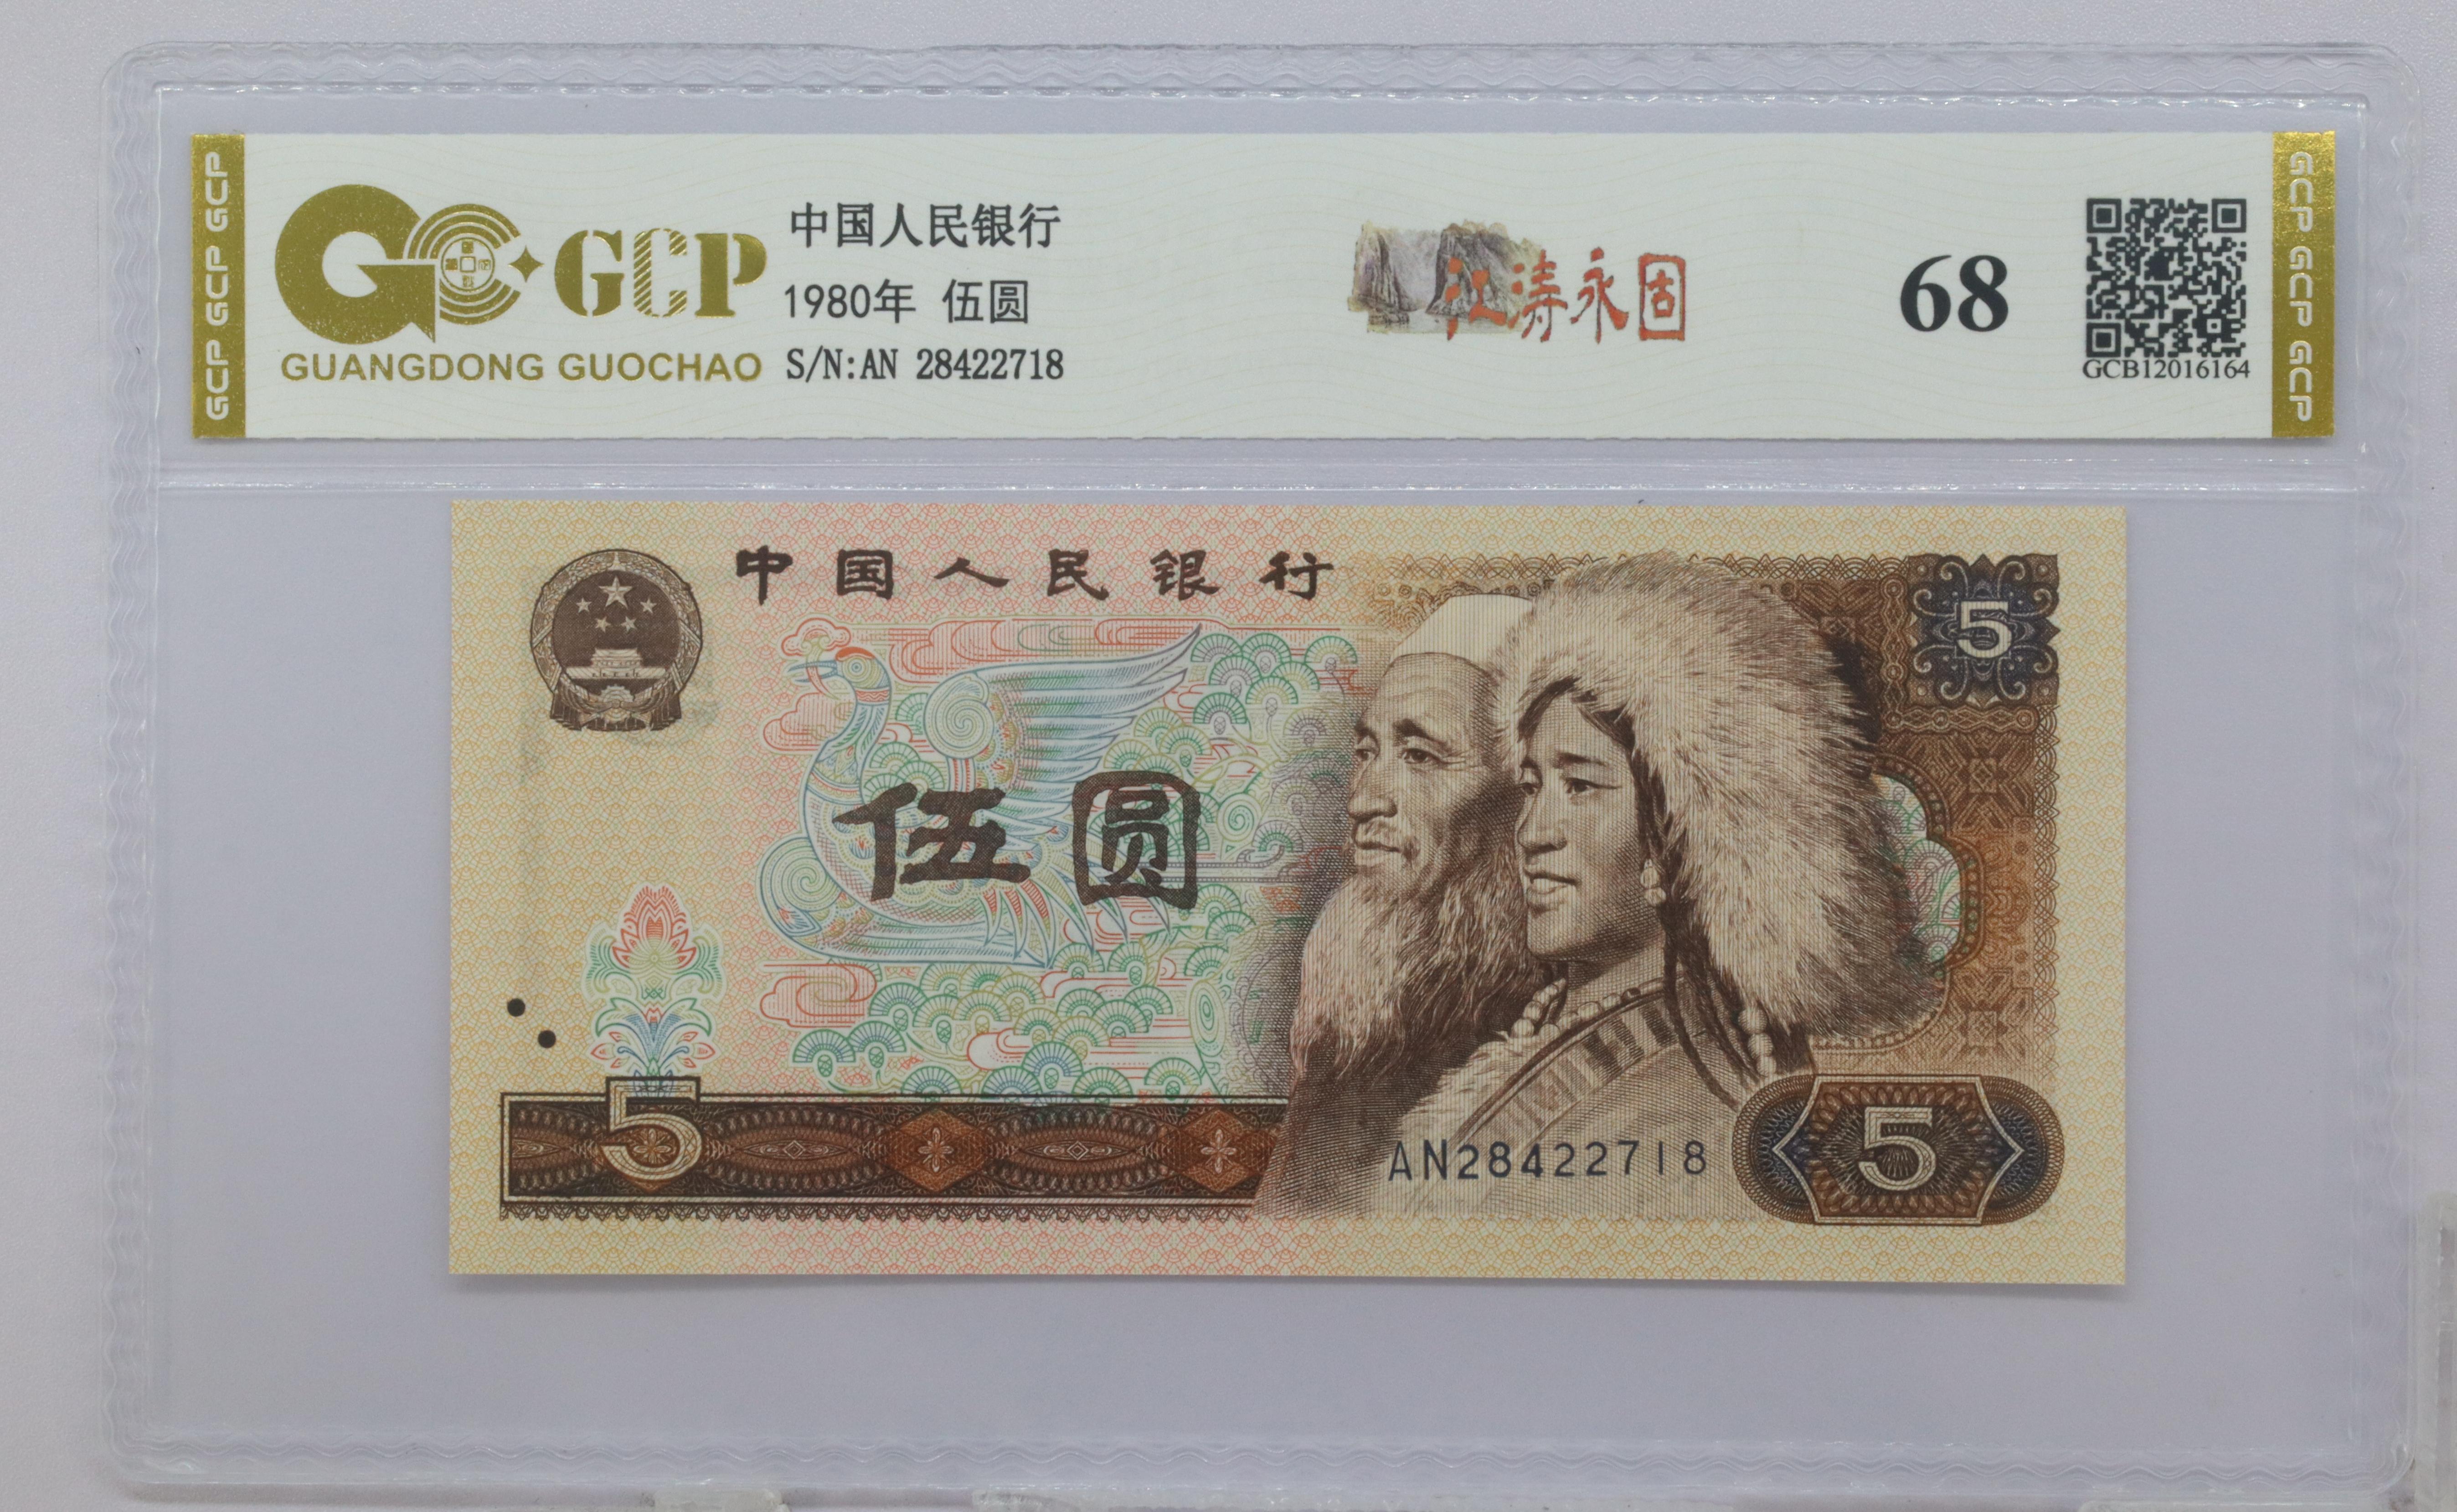 GCP GCP GCP
GCP
GUANGDONG GUOCHAO
中国人民银行
1980年 伍圆
S/N:AN 28422718
江涛永固
68
GCB12016164
GCP GCP GCP
中国人民银行
5
伍圆
5
AN28422718
5